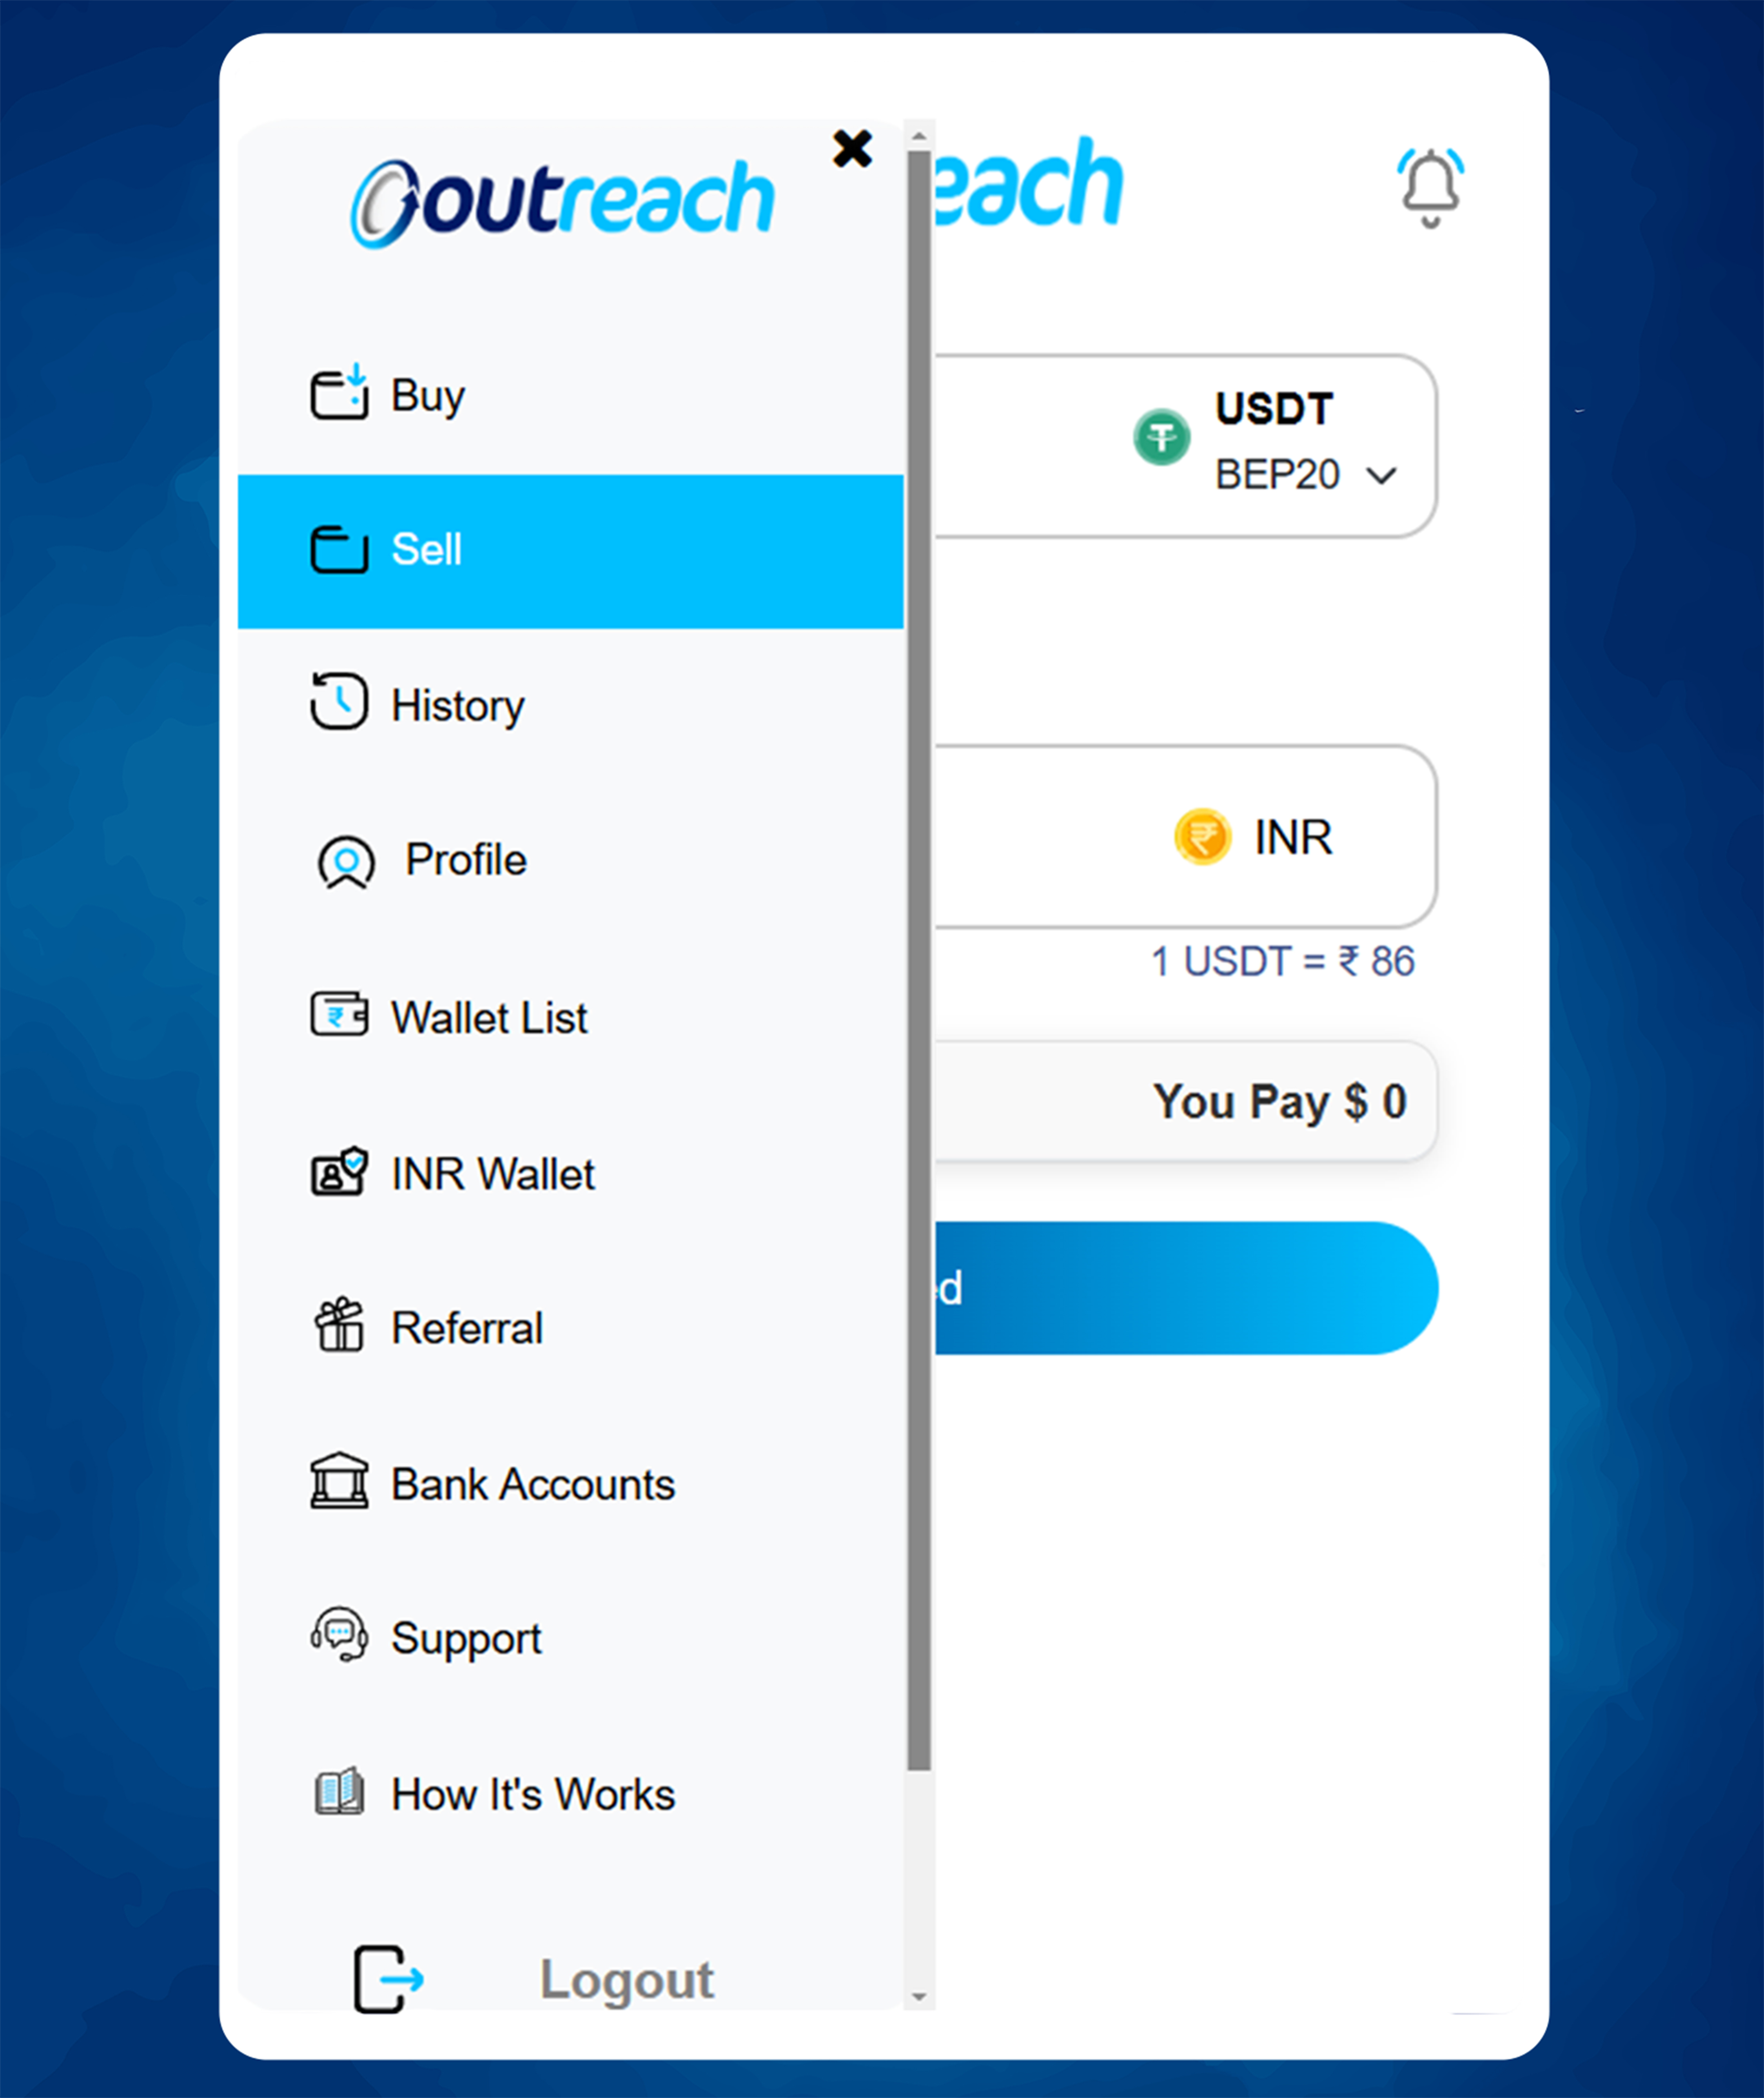 outreach
each
Buy
Sell
History
Profile
Wallet List
INR Wallet
Referral
Bank Accounts
Support
How It's Works
Logout
USDT
BEP20
INR
1 USDT = ₹ 86
You Pay $ 0
d